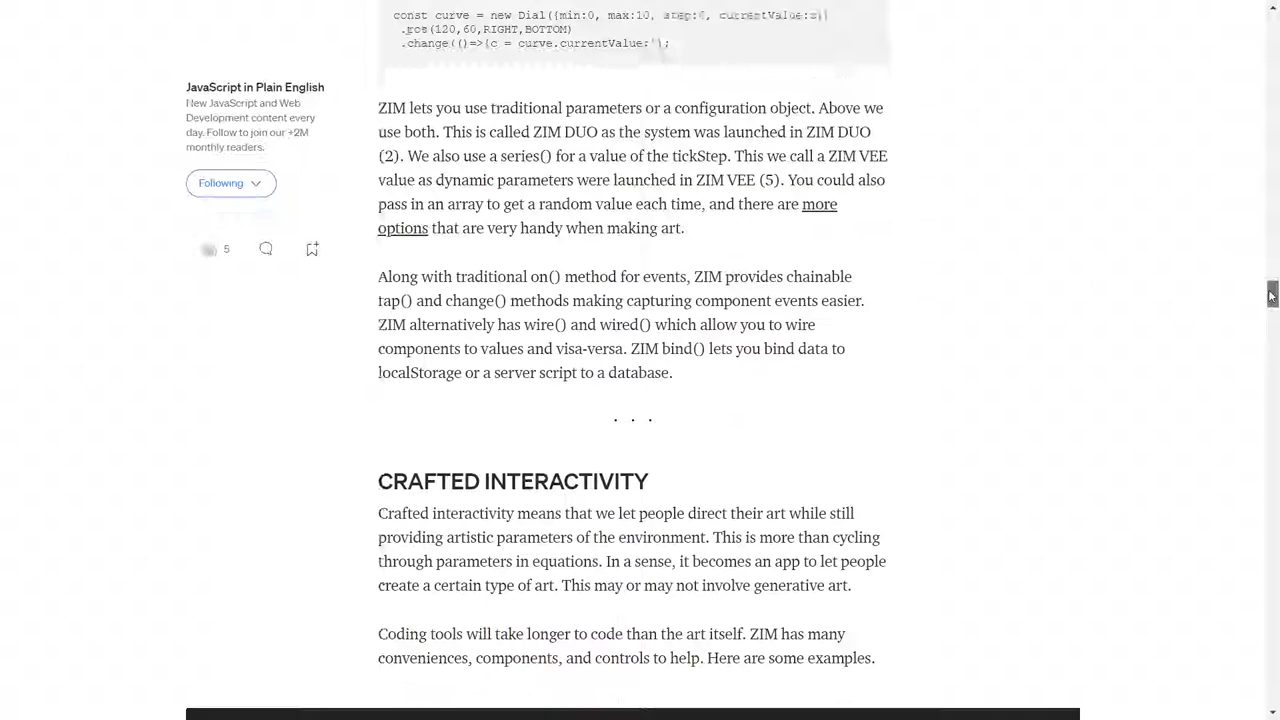 const curve = new Dial({min:0, max:10, step:0, currentValue:z})
.pos(120,60,RIGHT,BOTTOM)
.change(()=>{c = curve.currentValue;
JavaScript in Plain English
New JavaScript and Web
Development content every
day. Follow to join our +2M
monthly readers.
Following
5
ZIM lets you use traditional parameters or a configuration object. Above we
use both. This is called ZIM DUO as the system was launched in ZIM DUO
(2). We also use a series() for a value of the tickStep. This we call a ZIM VEE
value as dynamic parameters were launched in ZIM VEE (5). You could also
pass in an array to get a random value each time, and there are more
options that are very handy when making art.
Along with traditional on() method for events, ZIM provides chainable
tap() and change() methods making capturing component events easier.
ZIM alternatively has wire() and wired() which allow you to wire
components to values and visa-versa. ZIM bind() lets you bind data to
localStorage or a server script to a database.
. . .
CRAFTED INTERACTIVITY
Crafted interactivity means that we let people direct their art while still
providing artistic parameters of the environment. This is more than cycling
through parameters in equations. In a sense, it becomes an app to let people
create a certain type of art. This may or may not involve generative art.
Coding tools will take longer to code than the art itself. ZIM has many
conveniences, components, and controls to help. Here are some examples.